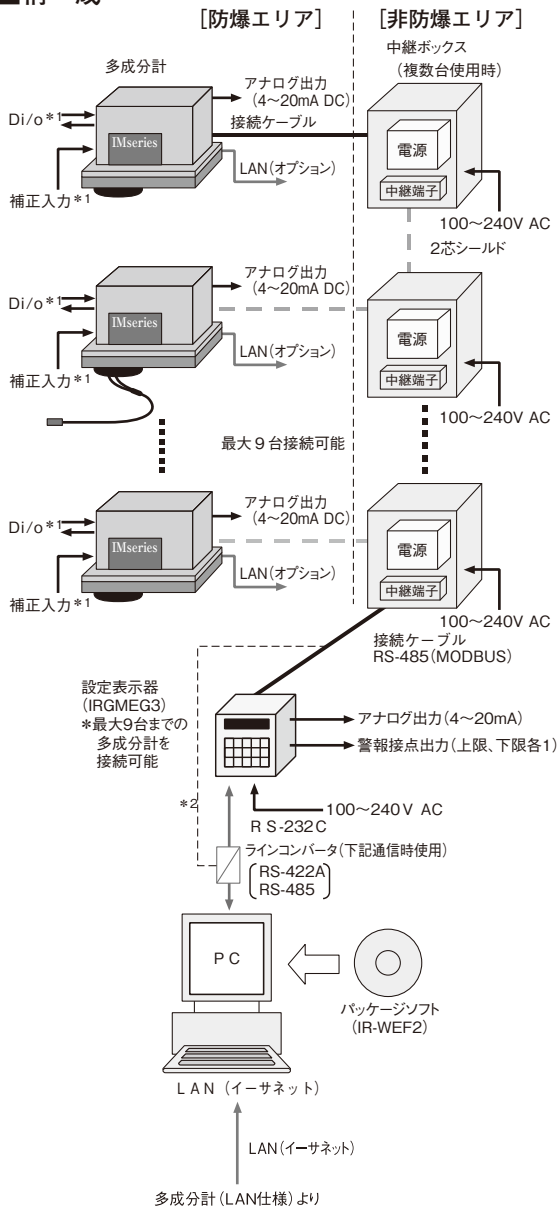 ■構 成
[防爆エリア]
[非防爆エリア]
多成分計
アナログ出力
(4〜20mA DC)
接続ケーブル
Di/o*1
IMseries
LAN(オプション)
補正入力*1
中継ボックス
(複数台使用時)
電源
中継端子
100〜240V AC
2芯シールド
アナログ出力
(4〜20mA DC)
Di/o*1
IMseries
LAN(オプション)
補正入力*1
電源
中継端子
100〜240V AC
最大9台接続可能
アナログ出力
(4〜20mA DC)
Di/o*1
IMseries
LAN(オプション)
補正入力*1
電源
中継端子
100〜240V AC
接続ケーブル
RS-485(MODBUS)
設定表示器
(IRGMEG3)
*最大9台までの
多成分計を
接続可能
アナログ出力(4〜20mA)
警報接点出力(上限、下限各1)
*2
100〜240V AC
RS-232C
ラインコンバータ(下記通信時使用)
RS-422A
RS-485
PC
パッケージソフト
(IR-WEF2)
LAN (イーサネット)
LAN(イーサネット)
多成分計(LAN仕様)より